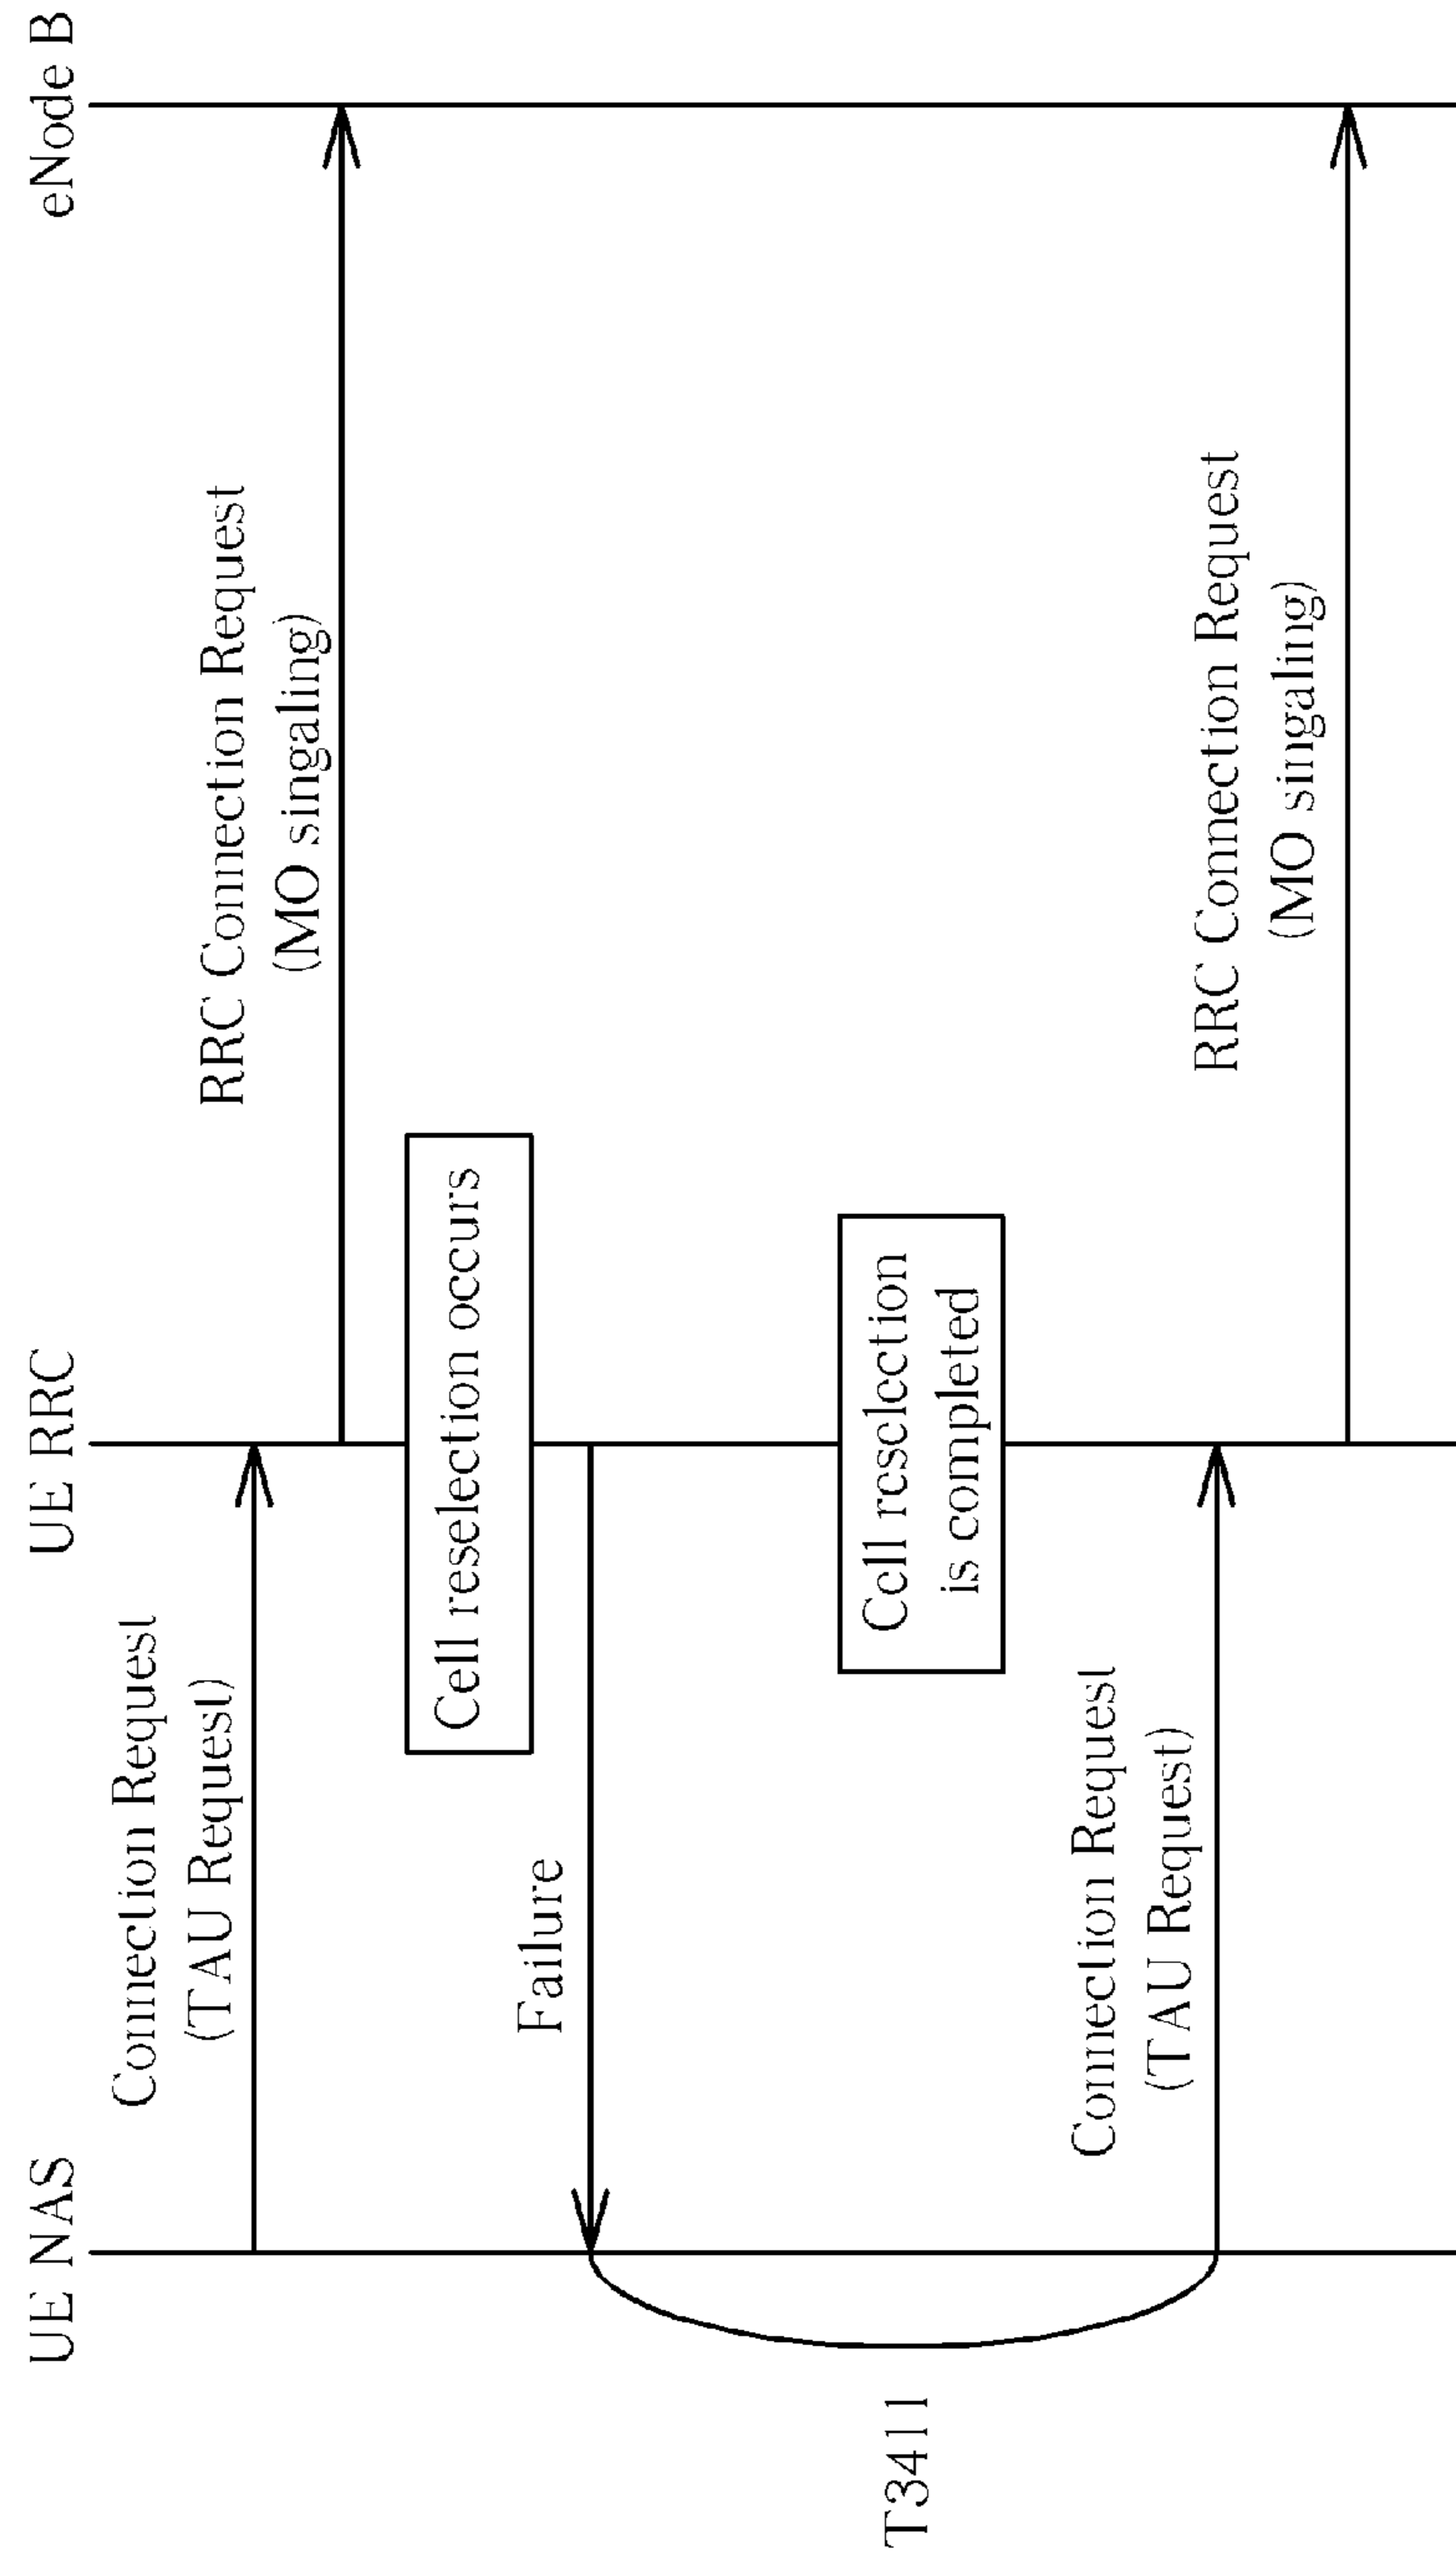 UE NAS
UE RRC
eNode B
Connection Request
(TAU Request)
RRC Connection Request
(MO singaling)
Cell reselection occurs
Failure
T3411
Cell reselection
is completed
Connection Request
(TAU Request)
RRC Connection Request
(MO singaling)